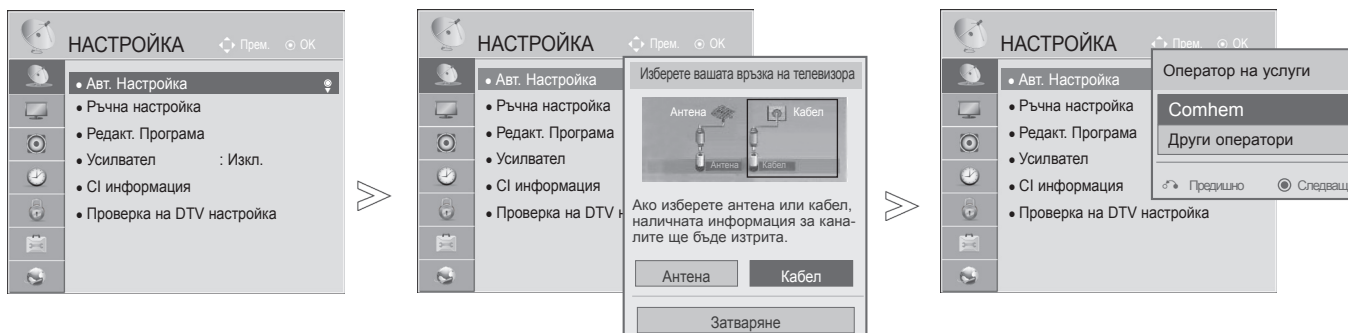 НАСТРОЙКА Прем. OK
• Авт. Настройка
• Ръчна настройка
• Редакт. Програма
• Усилвател : Изкл.
• CI информация
• Проверка на DTV настройка
НАСТРОЙКА Прем. OK
• Авт. Настройка
• Ръчна настройка
• Редакт. Програма
• Усилвател
• CI информация
• Проверка на DTV
Изберете вашата връзка на телевизора
Антена Кабел
Антена Кабел
Ако изберете антена или кабел,
наличната информация за кана-
лите ще бъде изтрита.
Антена Кабел
Затваряне
НАСТРОЙКА Прем. OK
• Авт. Настройка
• Ръчна настройка
• Редакт. Програма
• Усилвател
• CI информация
• Проверка на DTV настройка
Оператор на услуги
Comhem
Други оператори
Предишно